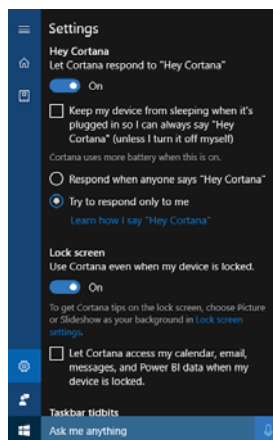 Settings
Hey Cortana
Let Cortana respond to "Hey Cortana"
On
Keep my device from sleeping when it's
plugged in so I can always say "Hey
Cortana" (unless I turn it off myself)
Cortana uses more battery when this is on.
Respond when anyone says "Hey Cortana"
Try to respond only to me
Learn how I say "Hey Cortana"
Lock screen
Use Cortana even when my device is locked.
On
To get Cortana tips on the lock screen, choose Picture
or Slideshow as your background in Lock screen
settings.
Let Cortana access my calendar, email,
messages, and Power BI data when my
device is locked.
Taskbar tidbits
Ask me anything